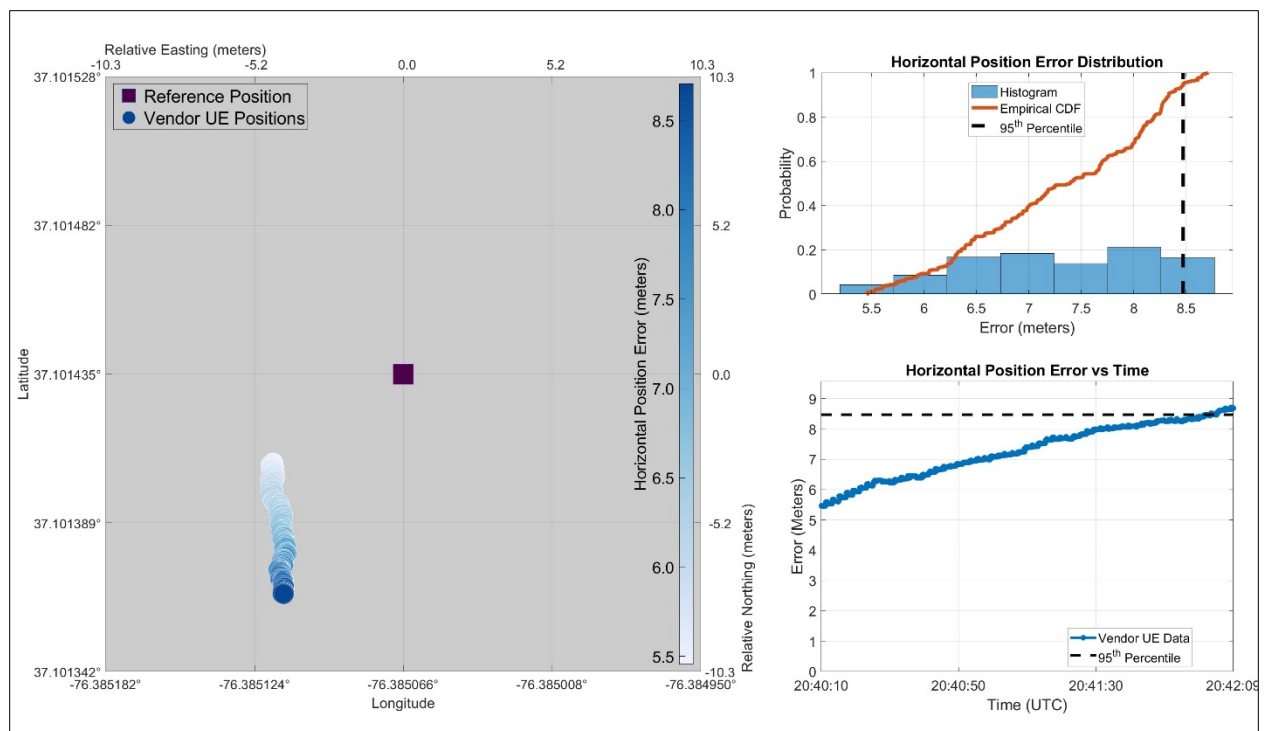 Relative Easting (meters)
-10.3 -5.2 0.0 5.2 10.3
37.101528° 10.3
Reference Position
Vendor UE Positions
8.5
8.0
37.101482° 5.2
7.5
Horizontal Position Error (meters)
37.101435° 0.0
7.0
6.5
37.101389° -5.2
6.0
5.5
37.101342° -10.3
Latitude
Relative Northing (meters)
-76.385182° -76.385124° -76.385066° -76.385008° -76.384950°
Longitude
Horizontal Position Error Distribution
Histogram
Empirical CDF
95th Percentile
1
0.8
0.6
0.4
0.2
0
Probability
5.5 6 6.5 7 7.5 8 8.5
Error (meters)
Horizontal Position Error vs Time
9
8
7
6
5
4
3
2
1
0
Error (Meters)
Vendor UE Data
95th Percentile
20:40:10 20:40:50 20:41:30 20:42:09
Time (UTC)